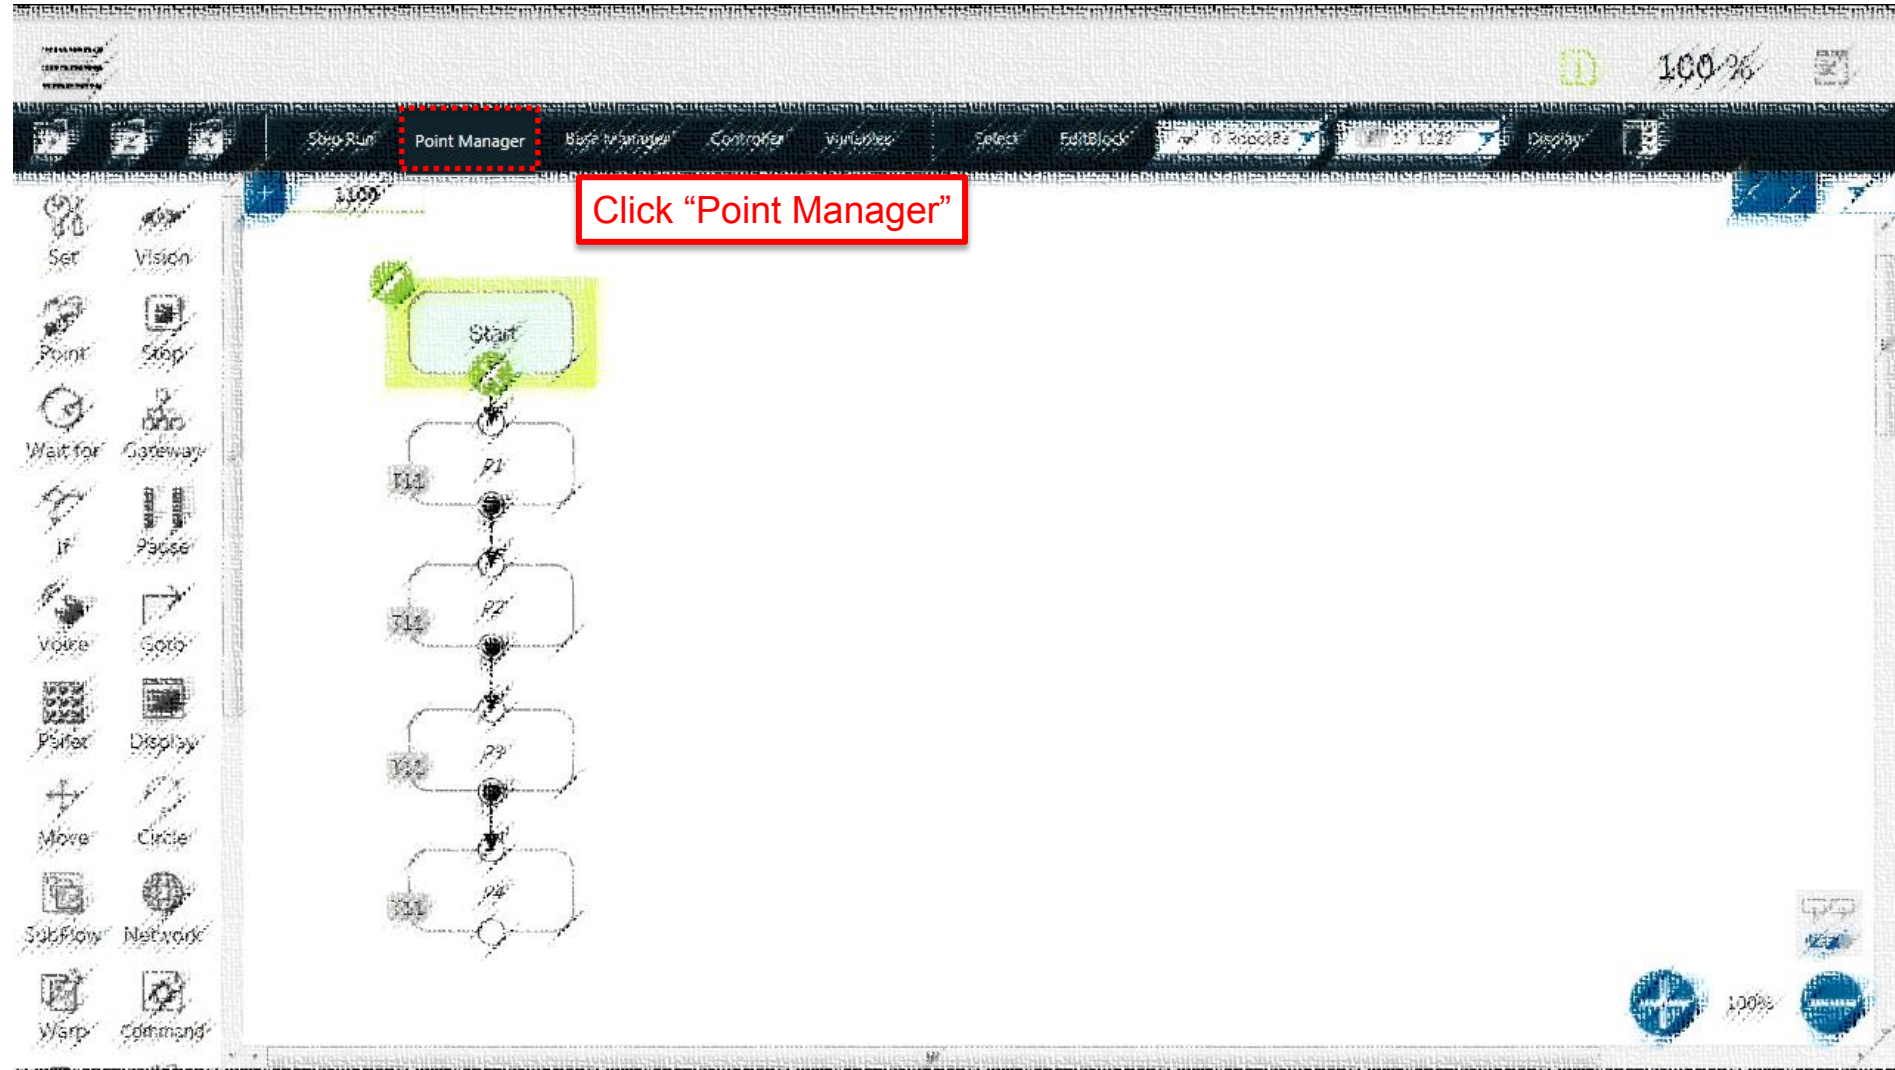 100%
Step Run Point Manager Base Manager Controller Variables Select EditBlock Display
Click “Point Manager”
Set Vision
Point Stop
Wait for Gateway
If Pause
Voice Goto
Pallet Display
Move Circle
SubFlow Network
Warp Command
Start
P1
P2
P3
P4
100%